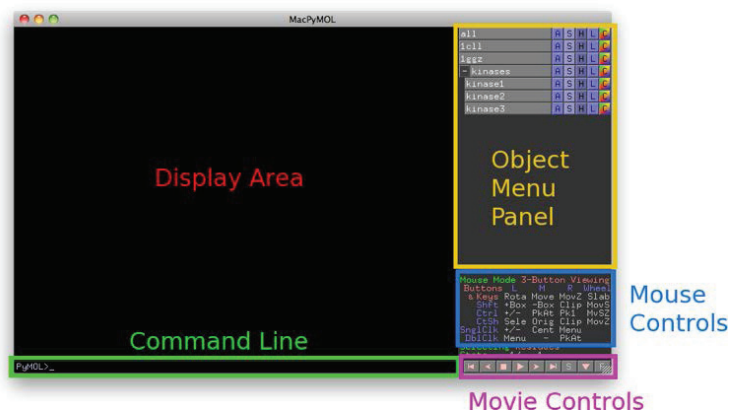 MacPyMOL
all A S H L C
1cll A S H L C
1ggz A S H L C
- kinases A S H L C
kinase1 A S H L C
kinase2 A S H L C
kinase3 A S H L C
Display Area
Object
Menu
Panel
Mouse Mode 3-Button Viewing
Buttons L M R Wheel
& Keys Rota Move MovZ Slab
Shft +Box -Box Clip MovS
Ctrl +/- PkAt Pk1 MvSZ
CtSh Sele Orig Clip MovZ
SnglClk +/- Cent Menu
DblClk Menu - PkAt
Mouse
Controls
Command Line
Selecting Residues
PyMOL>_
S
F
Movie Controls